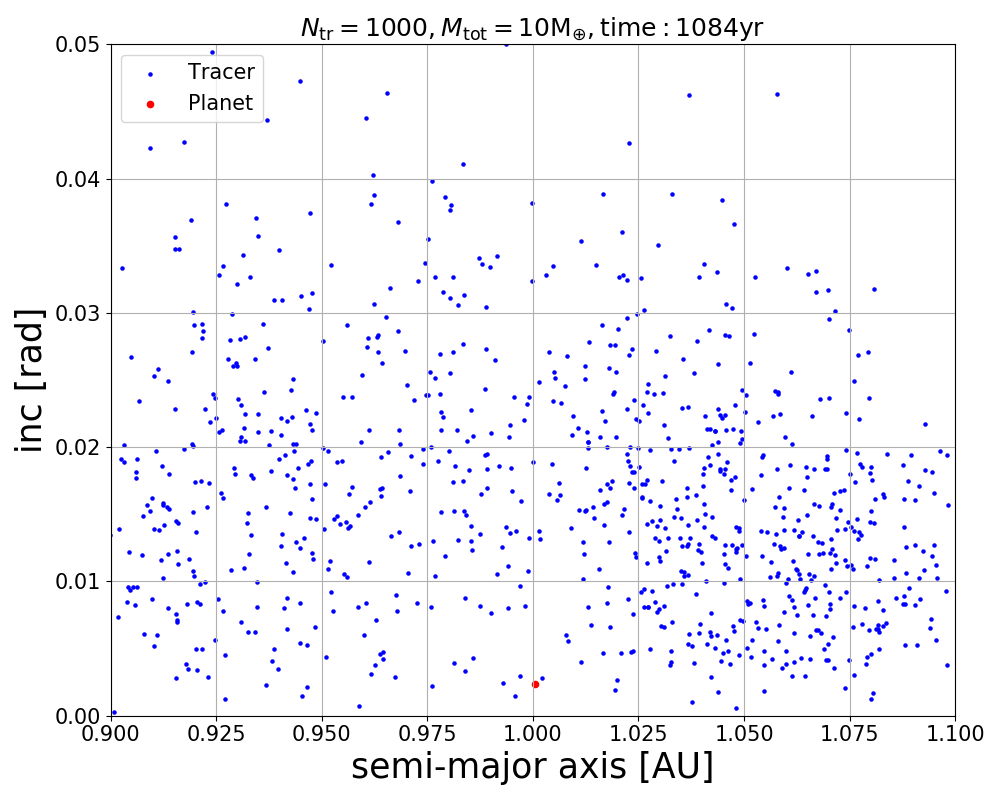 N_tr = 1000, M_tot = 10M_⊕, time : 1084yr
Tracer
Planet
0.05
0.04
0.03
0.02
0.01
0.00
inc [rad]
0.900 0.925 0.950 0.975 1.000 1.025 1.050 1.075 1.100
semi-major axis [AU]